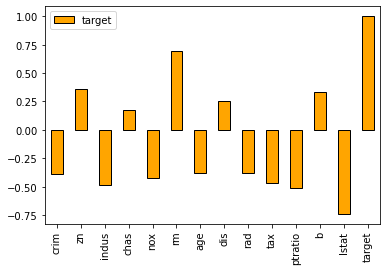 target
1.00
0.75
0.50
0.25
0.00
−0.25
−0.50
−0.75
crim
zn
indus
chas
nox
rm
age
dis
rad
tax
ptratio
b
lstat
target